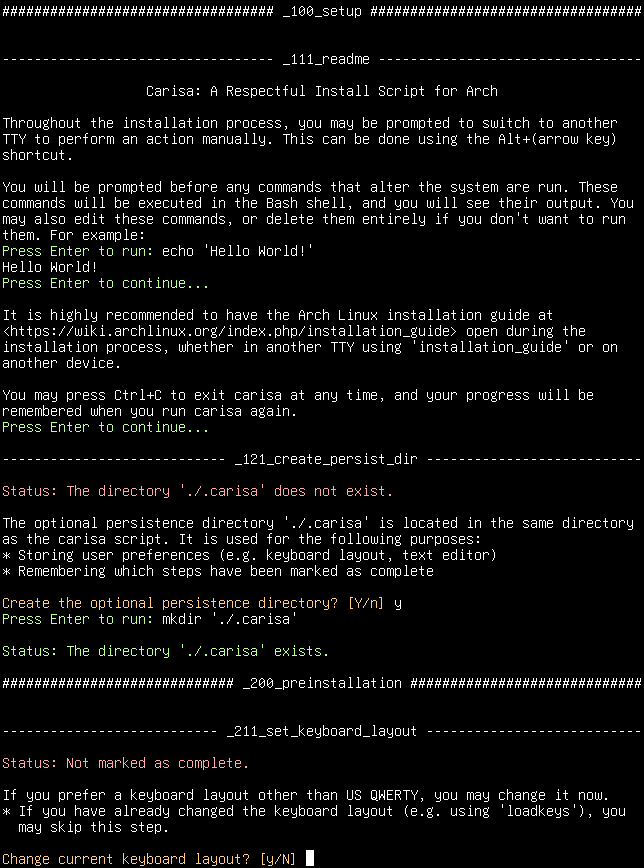 ################################## _100_setup ##################################
---------------------------------- _111_readme ---------------------------------
Carisa: A Respectful Install Script for Arch
Throughout the installation process, you may be prompted to switch to another
TTY to perform an action manually. This can be done using the Alt+(arrow key)
shortcut.
You will be prompted before any commands that alter the system are run. These
commands will be executed in the Bash shell, and you will see their output. You
may also edit these commands, or delete them entirely if you don't want to run
them. For example:
Press Enter to run: echo 'Hello World!'
Hello World!
Press Enter to continue...
It is highly recommended to have the Arch Linux installation guide at
<https://wiki.archlinux.org/index.php/installation_guide> open during the
installation process, whether in another TTY using 'installation_guide' or on
another device.
You may press Ctrl+C to exit carisa at any time, and your progress will be
remembered when you run carisa again.
Press Enter to continue...
---------------------------- _121_create_persist_dir ---------------------------
Status: The directory './.carisa' does not exist.
The optional persistence directory './.carisa' is located in the same directory
as the carisa script. It is used for the following purposes:
* Storing user preferences (e.g. keyboard layout, text editor)
* Remembering which steps have been marked as complete
Create the optional persistence directory? [Y/n] y
Press Enter to run: mkdir './.carisa'
Status: The directory './.carisa' exists.
############################# _200_preinstallation #############################
--------------------------- _211_set_keyboard_layout ---------------------------
Status: Not marked as complete.
If you prefer a keyboard layout other than US QWERTY, you may change it now.
* If you have already changed the keyboard layout (e.g. using 'loadkeys'), you
may skip this step.
Change current keyboard layout? [y/N]